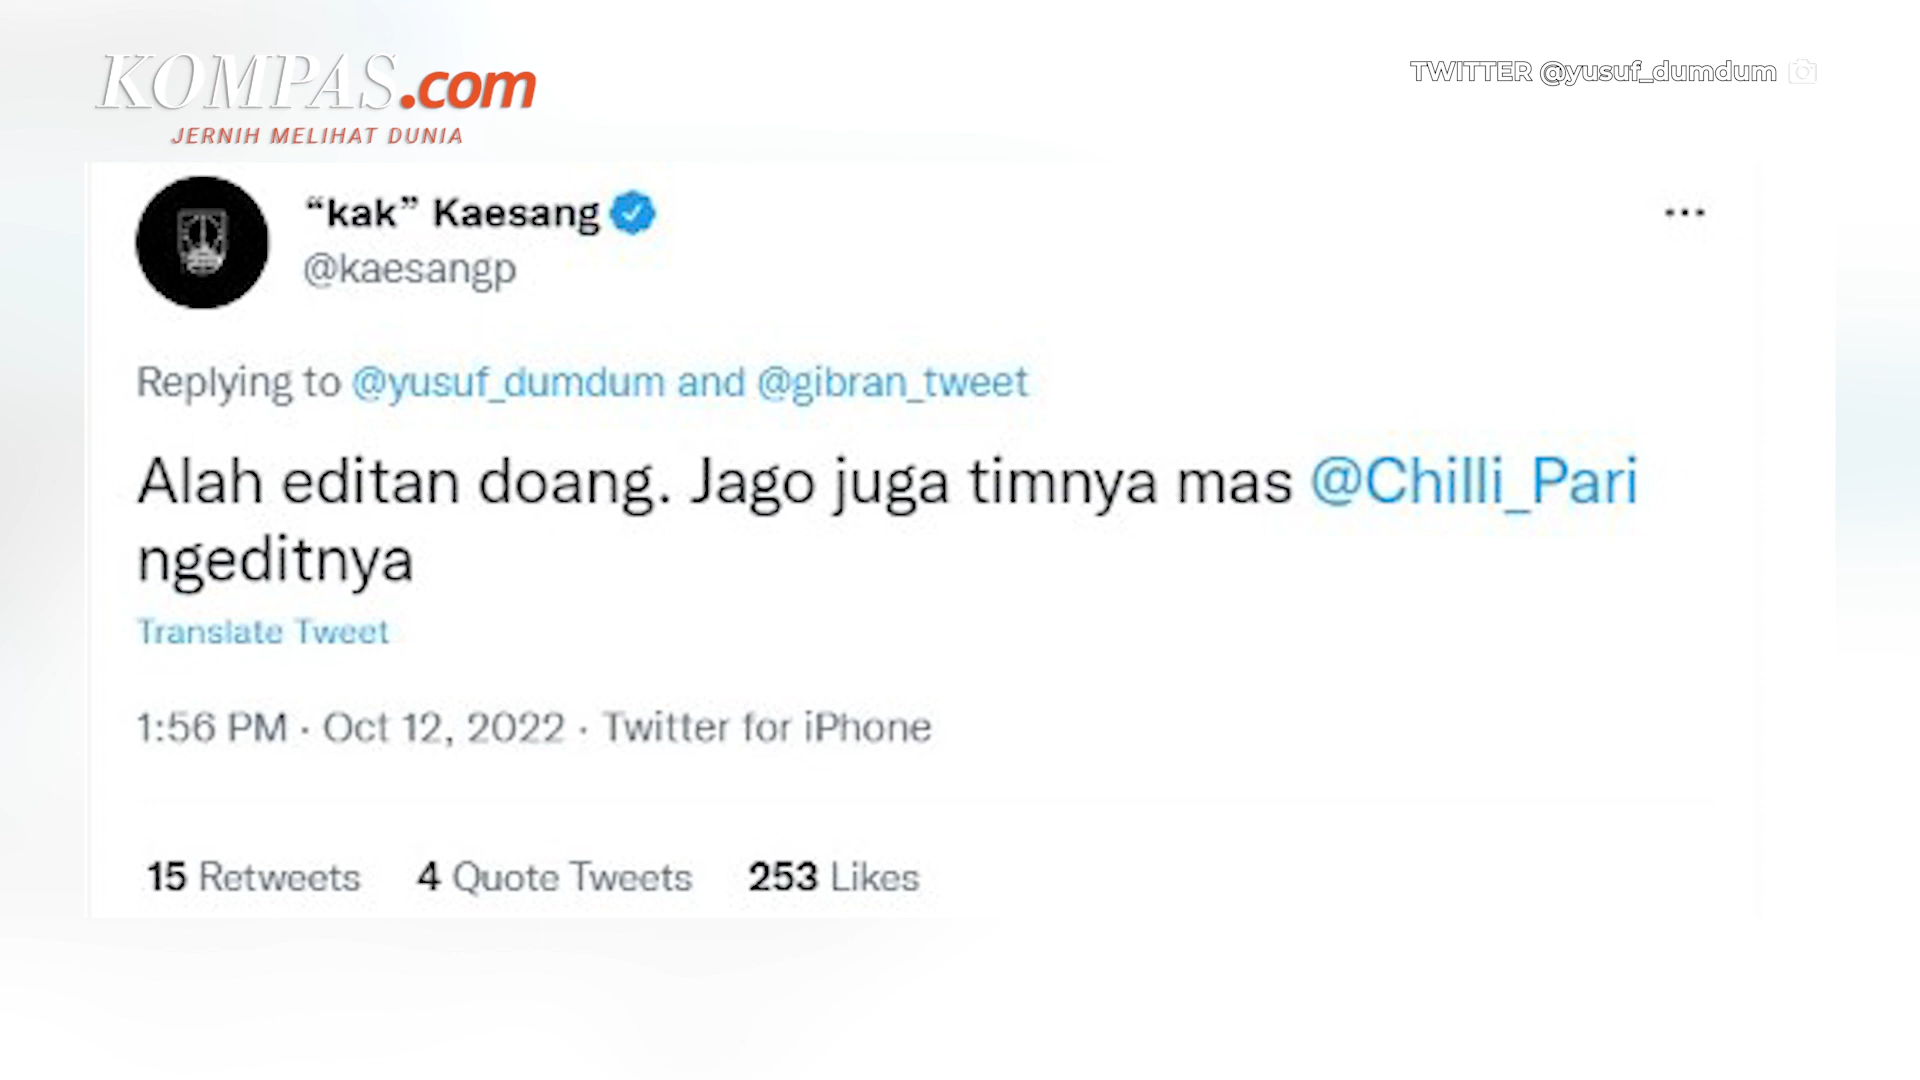 KOMPAS.com
JERNIH MELIHAT DUNIA
TWITTER @yusuf_dumdum
“kak” Kaesang
@kaesangp
Replying to @yusuf_dumdum and @gibran_tweet
Alah editan doang. Jago juga timnya mas @Chilli_Pari
ngeditnya
Translate Tweet
1:56 PM · Oct 12, 2022 · Twitter for iPhone
15 Retweets 4 Quote Tweets 253 Likes